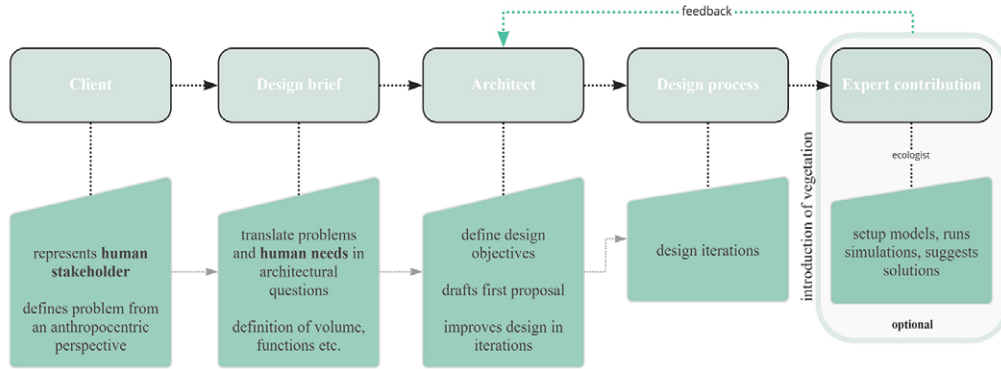 feedback
Client
Design brief
Architect
Design process
Expert contribution
ecologist
introduction of vegetation
represents human
stakeholder
defines problem from
an anthropocentric
perspective
translate problems
and human needs in
architectural
questions
definition of volume,
functions etc.
define design
objectives
drafts first proposal
improves design in
iterations
design iterations
setup models, runs
simulations, suggests
solutions
optional